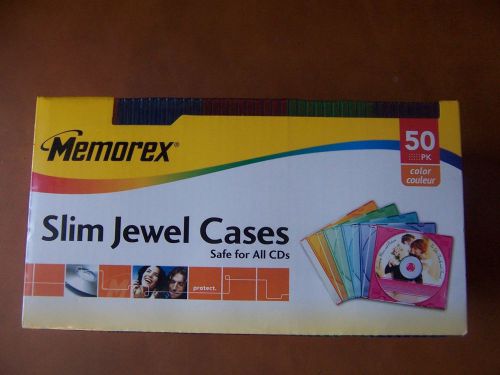 Memorex®
50
PK
color
couleur
Slim Jewel Cases
Safe for All CDs
protect.